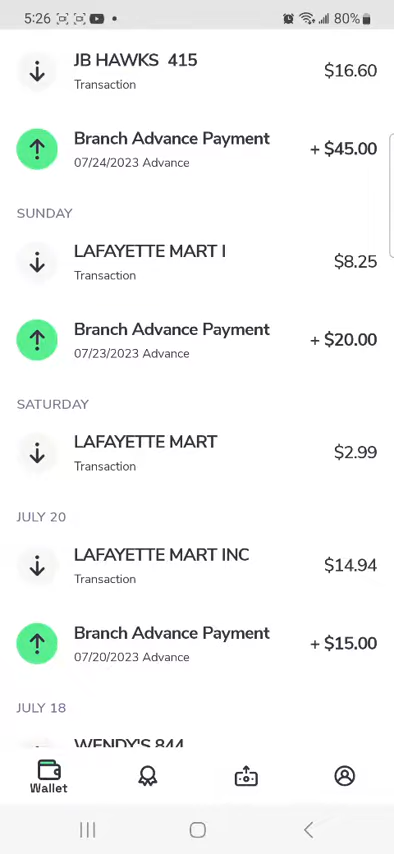 5:26 80%
JB HAWKS 415
Transaction
$16.60
Branch Advance Payment
07/24/2023 Advance
+ $45.00
SUNDAY
LAFAYETTE MART I
Transaction
$8.25
Branch Advance Payment
07/23/2023 Advance
+ $20.00
SATURDAY
LAFAYETTE MART
Transaction
$2.99
JULY 20
LAFAYETTE MART INC
Transaction
$14.94
Branch Advance Payment
07/20/2023 Advance
+ $15.00
JULY 18
WENDY'S 844
Wallet